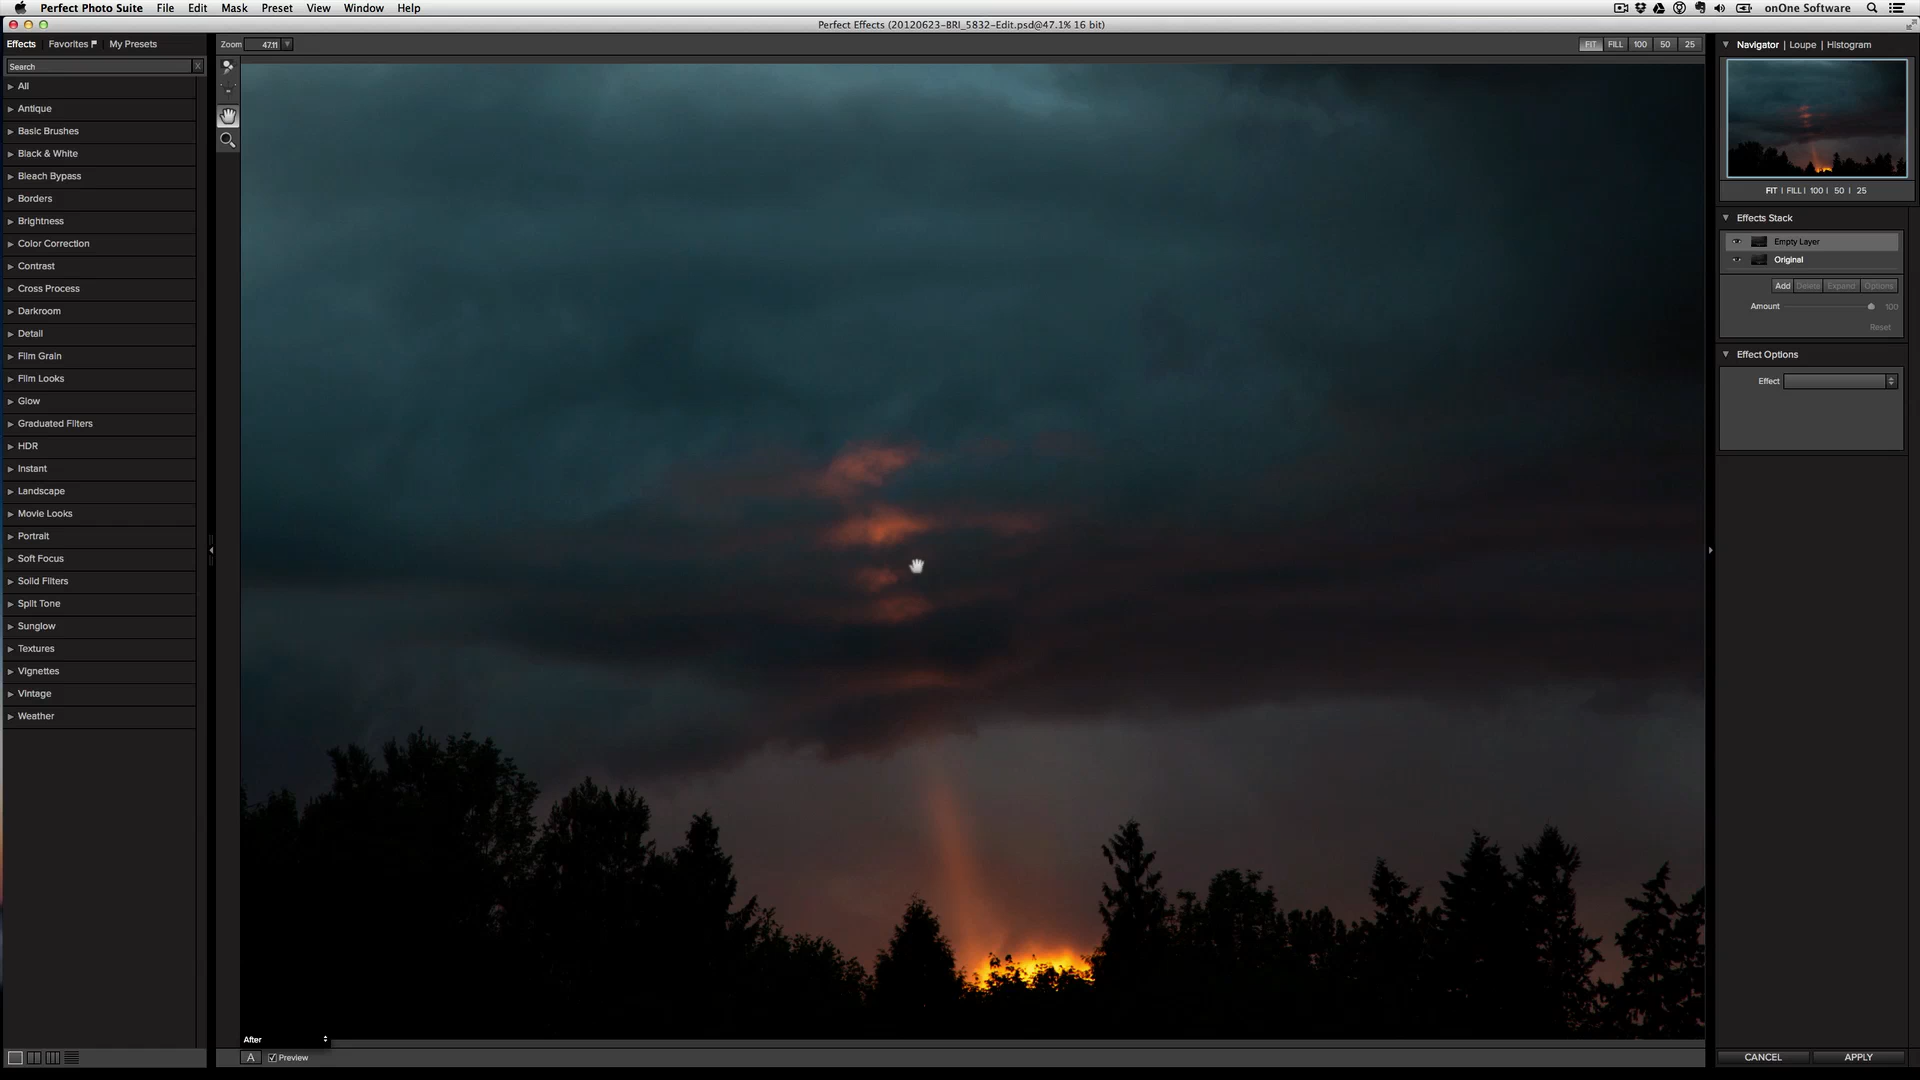 Perfect Photo Suite File Edit Mask Preset View Window Help onOne Software
Perfect Effects (20120623-BRI_5832-Edit.psd@47.1% 16 bit)
Effects Favorites My Presets
Search X
All
Antique
Basic Brushes
Black & White
Bleach Bypass
Borders
Brightness
Color Correction
Contrast
Cross Process
Darkroom
Detail
Film Grain
Film Looks
Glow
Graduated Filters
HDR
Instant
Landscape
Movie Looks
Portrait
Soft Focus
Solid Filters
Split Tone
Sunglow
Textures
Vignettes
Vintage
Weather
Zoom 47.11
FIT FILL 100 50 25
After
A Preview
Navigator | Loupe | Histogram
FIT | FILL | 100 | 50 | 25
Effects Stack
Empty Layer
Original
Add Delete Expand Options
Amount 100
Reset
Effect Options
Effect
CANCEL APPLY